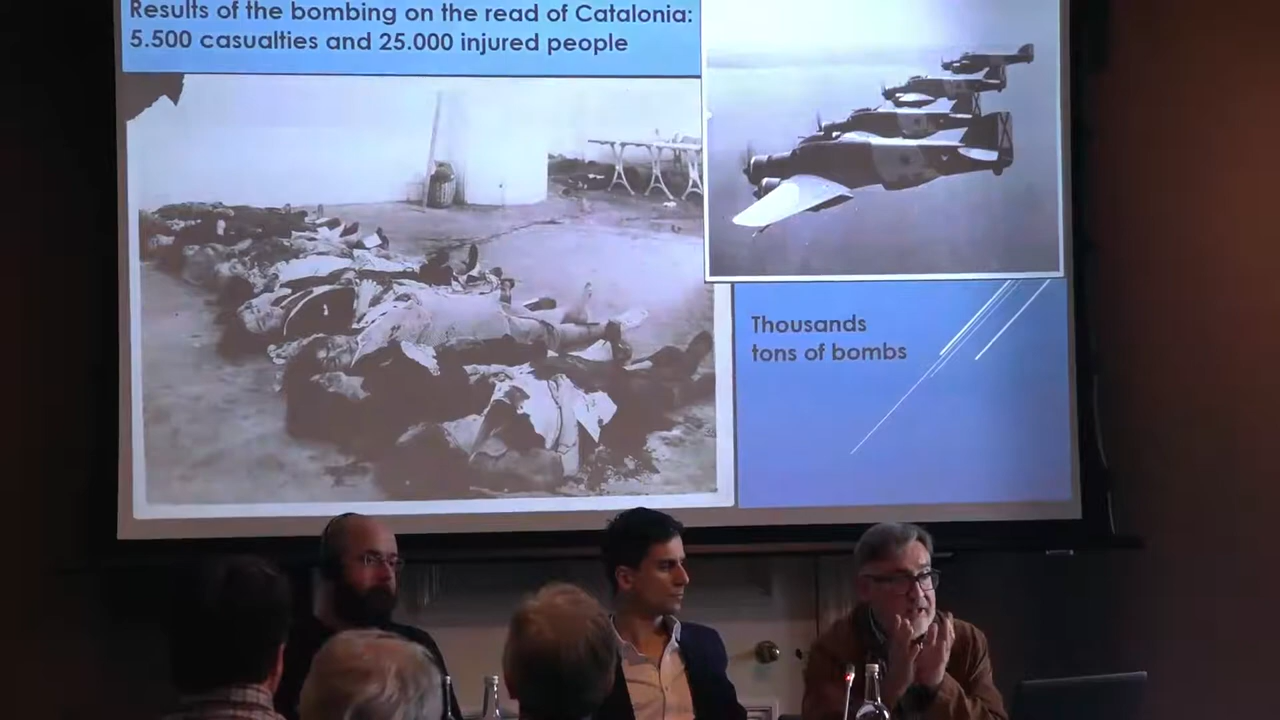 Results of the bombing on the read of Catalonia:
5.500 casualties and 25.000 injured people
Thousands
tons of bombs